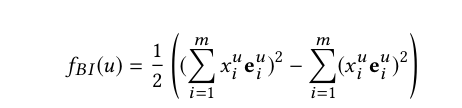 f_{BI}(u) = \frac{1}{2} \left( (\sum_{i=1}^{m} x_i^u \mathbf{e}_i^u)^2 - \sum_{i=1}^{m} (x_i^u \mathbf{e}_i^u)^2 \right)